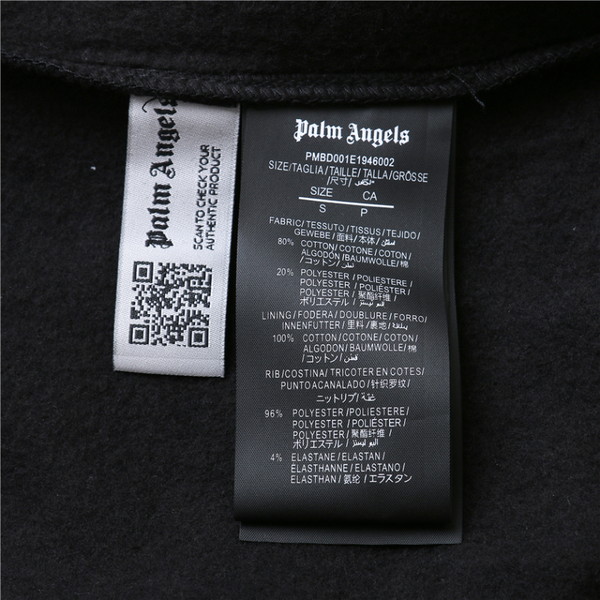 Palm Angels
SCAN TO CHECK YOUR
AUTHENTIC PRODUCT
Palm Angels
PMBD001E1946002
SIZE/TAGLIA/TAILLE/TALLA/GRÖSSE
/尺寸/ المقاس
SIZE CA
S P
FABRIC/TESSUTO/TISSUS/TEJIDO/
GEWEBE/面料/本体/
80% COTTON/COTONE/COTON/
ALGODÓN/BAUMWOLLE/棉
/コットン/ قطن
20% POLYESTER/POLIESTERE/
POLYESTER/POLIÉSTER/
POLYESTER/聚酯纤维/
ポリエステル/
LINING/FODERA/DOUBLURE/FORRO/
INNENFUTTER/里料/裏地/ بطانة
100% COTTON/COTONE/COTON/
ALGODÓN/BAUMWOLLE/棉
/コットン/ قطن
RIB/COSTINA/TRICOTER EN COTES/
PUNTO ACANALADO/针织罗纹/
ニットリブ/
96% POLYESTER/POLIESTERE/
POLYESTER/POLIÉSTER/
POLYESTER/聚酯纤维/
ポリエステル/
4% ELASTANE/ELASTAN/
ÉLASTHANNE/ELASTANO/
ELASTHAN/氨纶/エラスタン